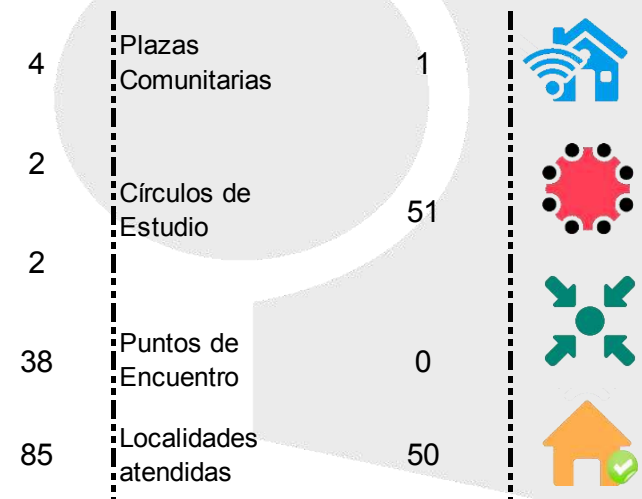 4
Plazas
Comunitarias
1
2
Círculos de
Estudio
51
2
38
Puntos de
Encuentro
0
85
Localidades
atendidas
50